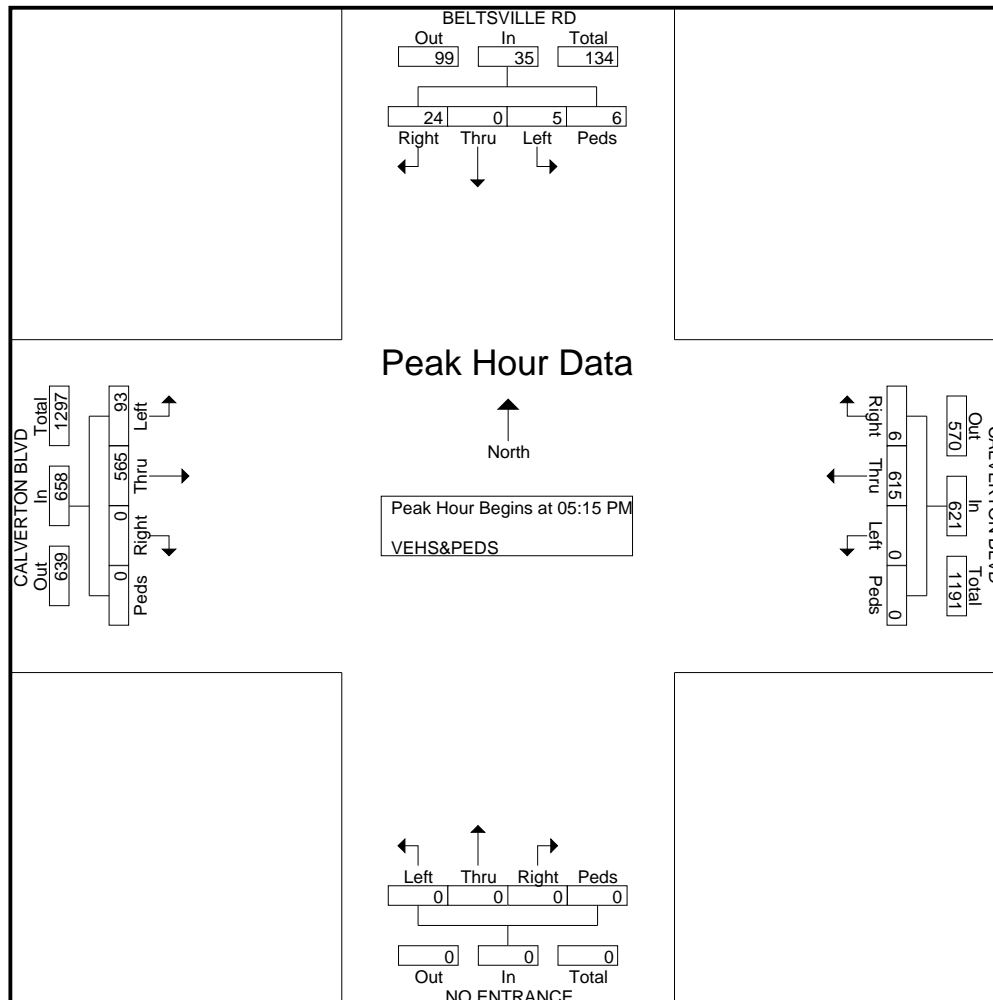 BELTSVILLE RD
Out In Total
99 35 134
24 0 5 6
Right Thru Left Peds
Peak Hour Data
North
Peak Hour Begins at 05:15 PM
VEHS&PEDS
CALVERTON BLVD
Out In Total
639 658 1297
93 565 0 0
Left Thru Right Peds
Right Thru Left Peds
6 615 0 0
Out In Total
570 621 1191
CALVERTON BLVD
Left Thru Right Peds
0 0 0 0
0 0 0
Out In Total
NO ENTRANCE